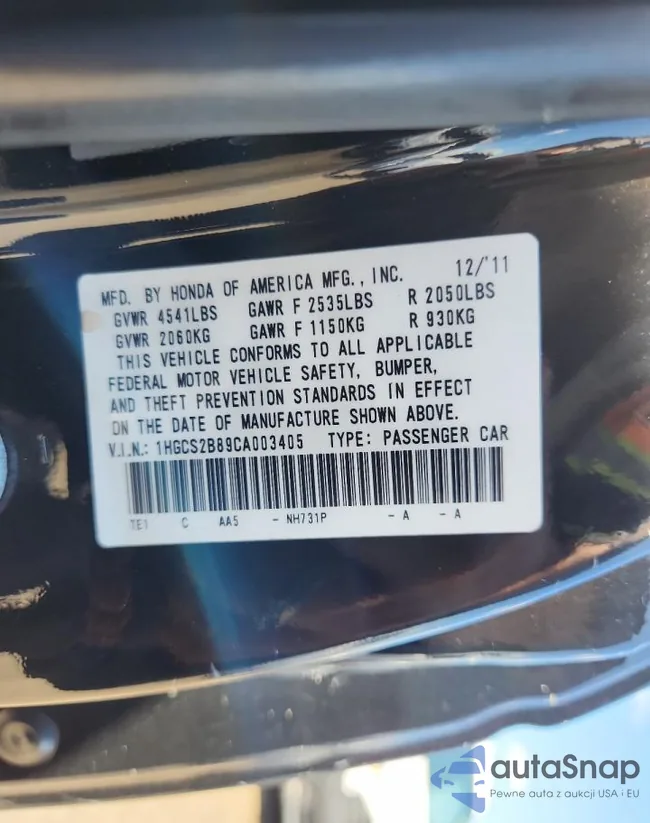 MFD. BY HONDA OF AMERICA MFG., INC. 12/'11
GVWR 4541LBS GAWR F 2535LBS R 2050LBS
GVWR 2060KG GAWR F 1150KG R 930KG
THIS VEHICLE CONFORMS TO ALL APPLICABLE
FEDERAL MOTOR VEHICLE SAFETY, BUMPER,
AND THEFT PREVENTION STANDARDS IN EFFECT
ON THE DATE OF MANUFACTURE SHOWN ABOVE.
V.I.N.: 1HGCS2B89CA003405 TYPE: PASSENGER CAR
TE1 C AA5 - NH731P - A - A
autaSnap
Pewne auta z aukcji USA i EU